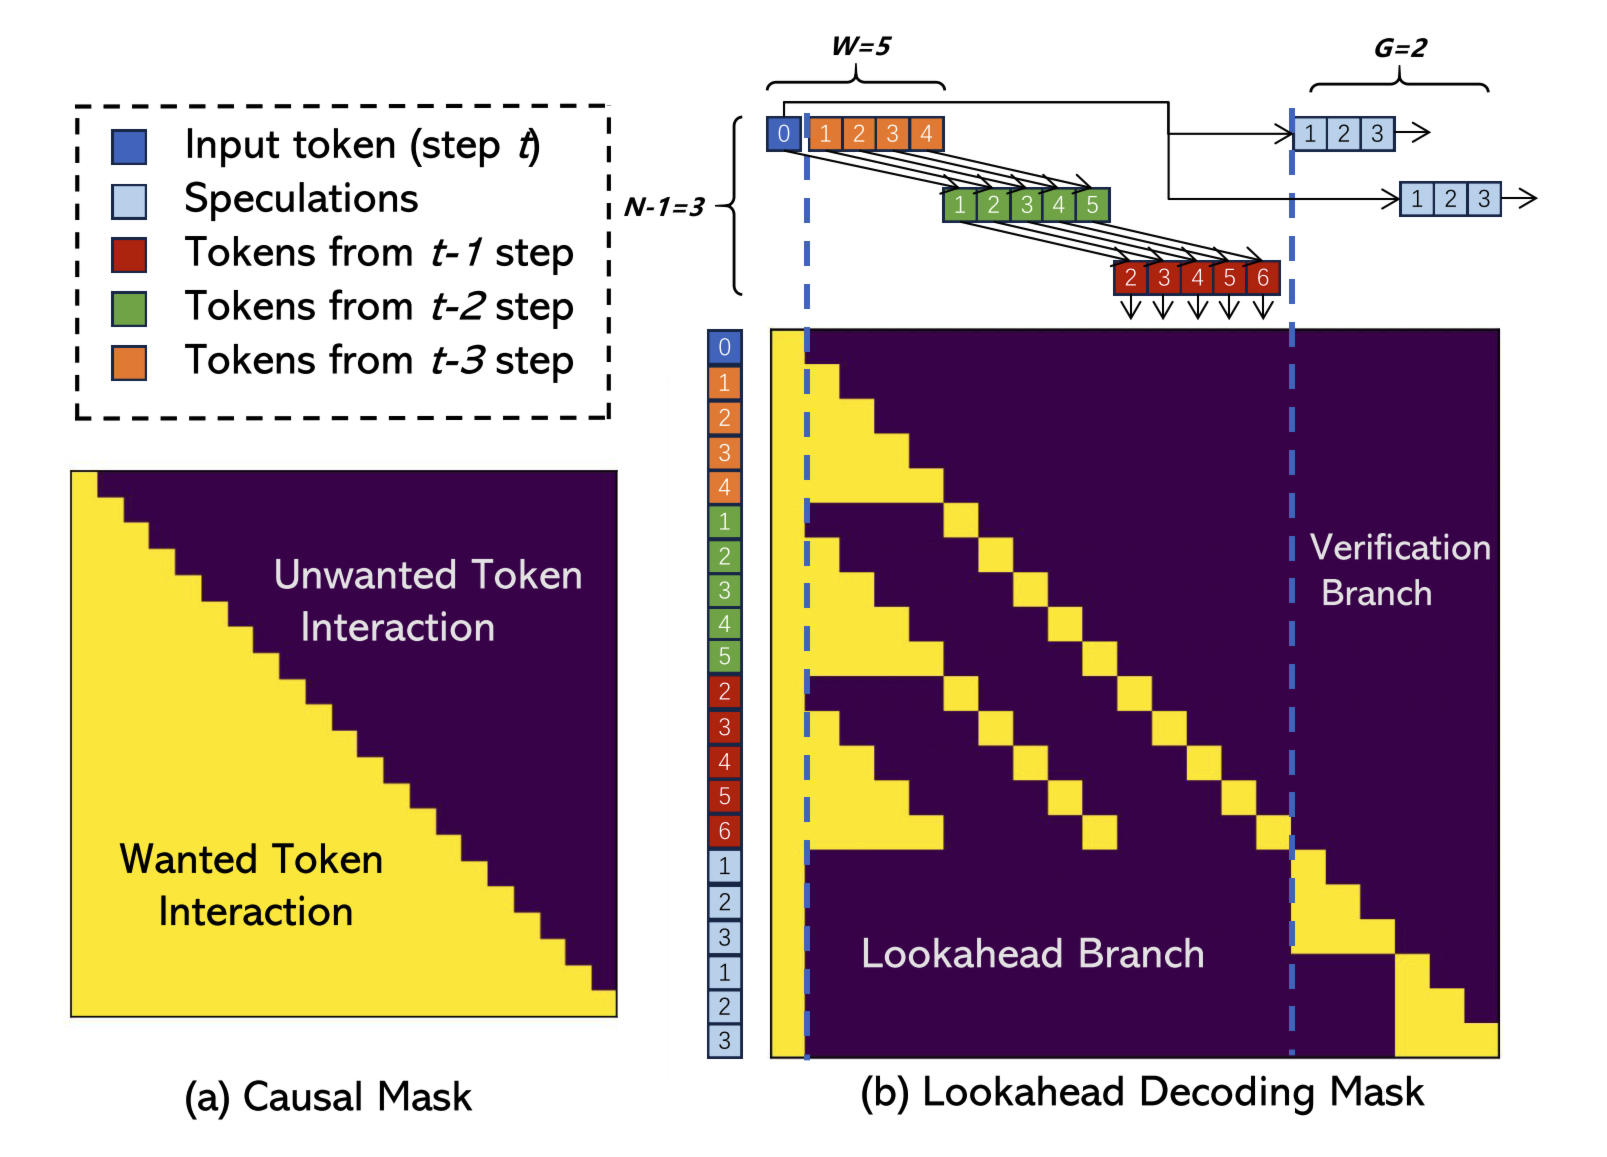 W=5
G=2
Input token (step t)
Speculations
Tokens from t-1 step
Tokens from t-2 step
Tokens from t-3 step
N-1=3
0 1 2 3 4
1 2 3 4 5
2 3 4 5 6
1 2 3
1 2 3
0
1
2
3
4
1
2
3
4
5
2
3
4
5
6
1
2
3
1
2
3
Unwanted Token
Interaction
Wanted Token
Interaction
Verification
Branch
Lookahead Branch
(a) Causal Mask
(b) Lookahead Decoding Mask